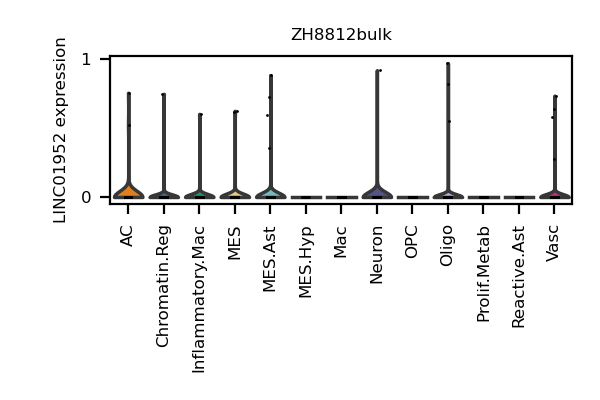 ZH8812bulk
LINC01952 expression
1
0
AC
Chromatin.Reg
Inflammatory.Mac
MES
MES.Ast
MES.Hyp
Mac
Neuron
OPC
Oligo
Prolif.Metab
Reactive.Ast
Vasc